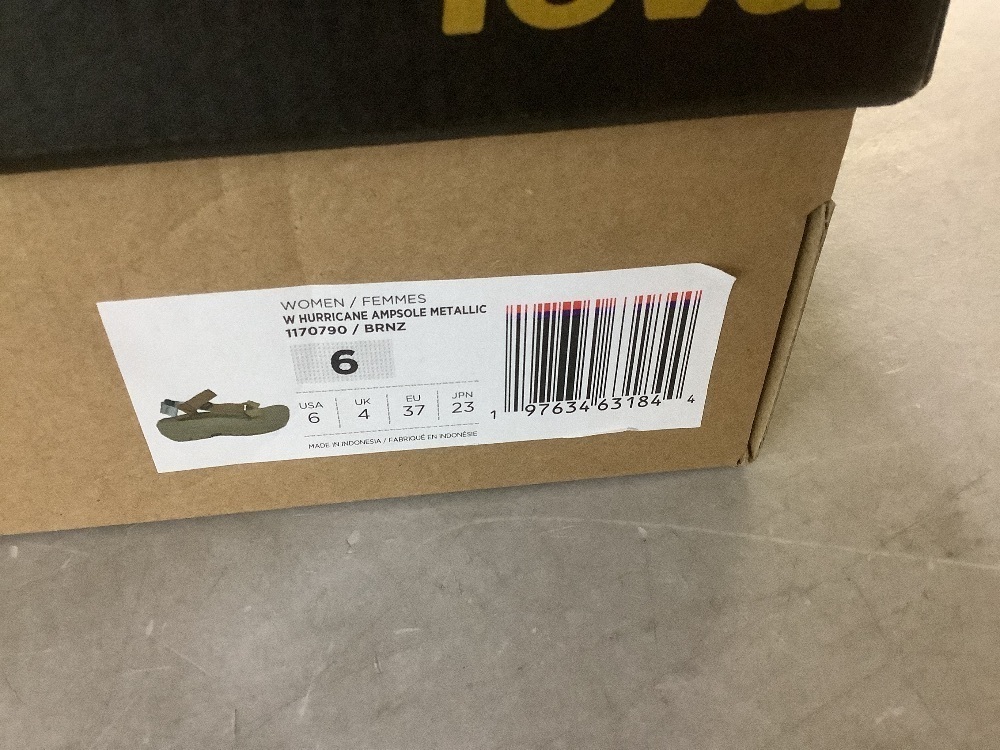 Teva
WOMEN / FEMMES
W HURRICANE AMPSOLE METALLIC
1170790 / BRNZ
6
USA UK EU JPN
6 4 37 23
MADE IN INDONESIA / FABRIQUÉ EN INDONÉSIE
1 97634 63184 4